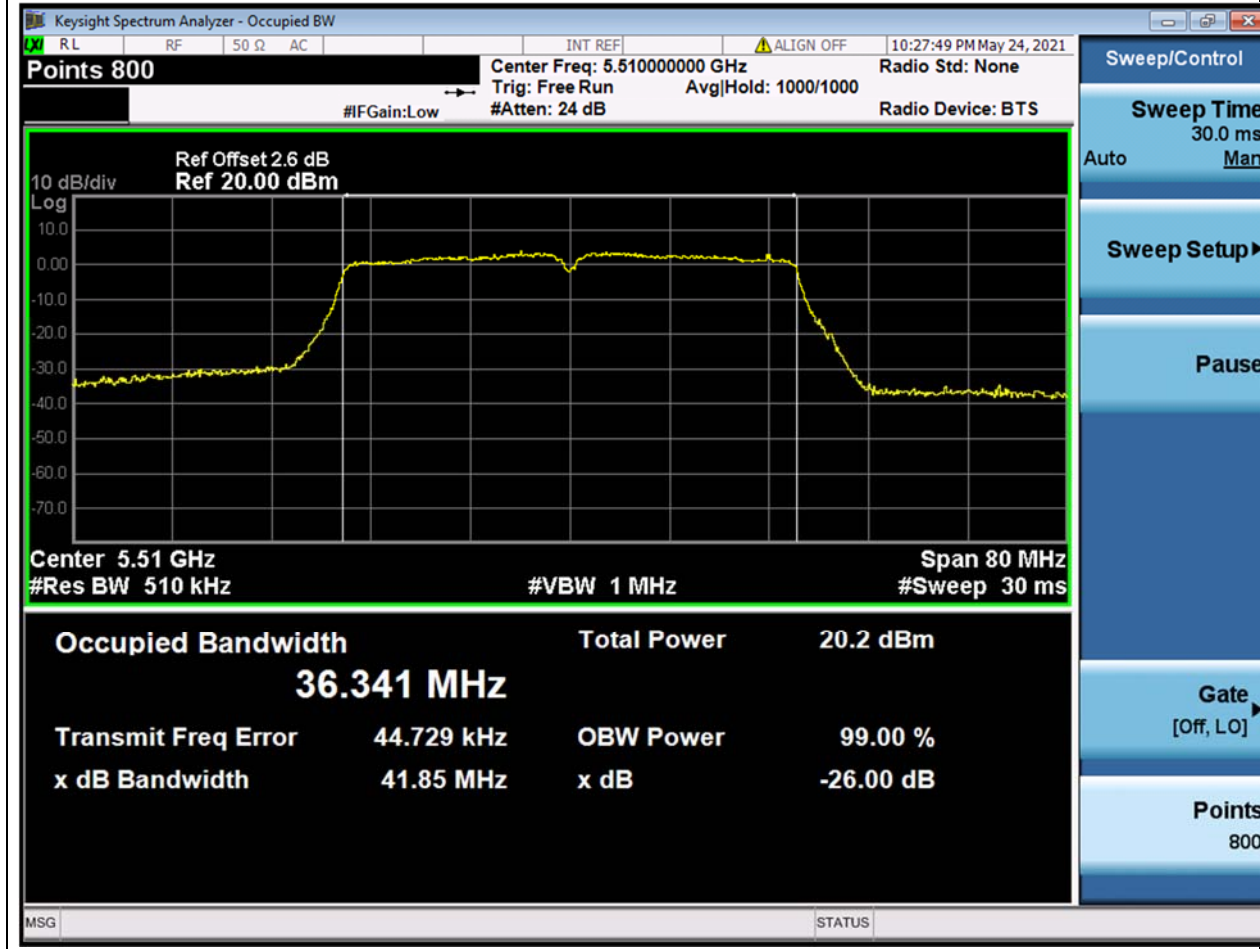 Keysight Spectrum Analyzer - Occupied BW
LXI RL RF 50 Ω AC INT REF ALIGN OFF 10:27:49 PM May 24, 2021
Points 800
Center Freq: 5.510000000 GHz Radio Std: None
Trig: Free Run Avg|Hold: 1000/1000
#IFGain:Low #Atten: 24 dB Radio Device: BTS
Ref Offset 2.6 dB
10 dB/div Ref 20.00 dBm
Log
10.0
0.00
-10.0
-20.0
-30.0
-40.0
-50.0
-60.0
-70.0
Center 5.51 GHz Span 80 MHz
#Res BW 510 kHz #VBW 1 MHz #Sweep 30 ms
Occupied Bandwidth Total Power 20.2 dBm
36.341 MHz
Transmit Freq Error 44.729 kHz OBW Power 99.00 %
x dB Bandwidth 41.85 MHz x dB -26.00 dB
MSG STATUS
Sweep/Control
Sweep Time
30.0 ms
Auto Man
Sweep Setup
Pause
Gate
[Off, LO]
Points
800